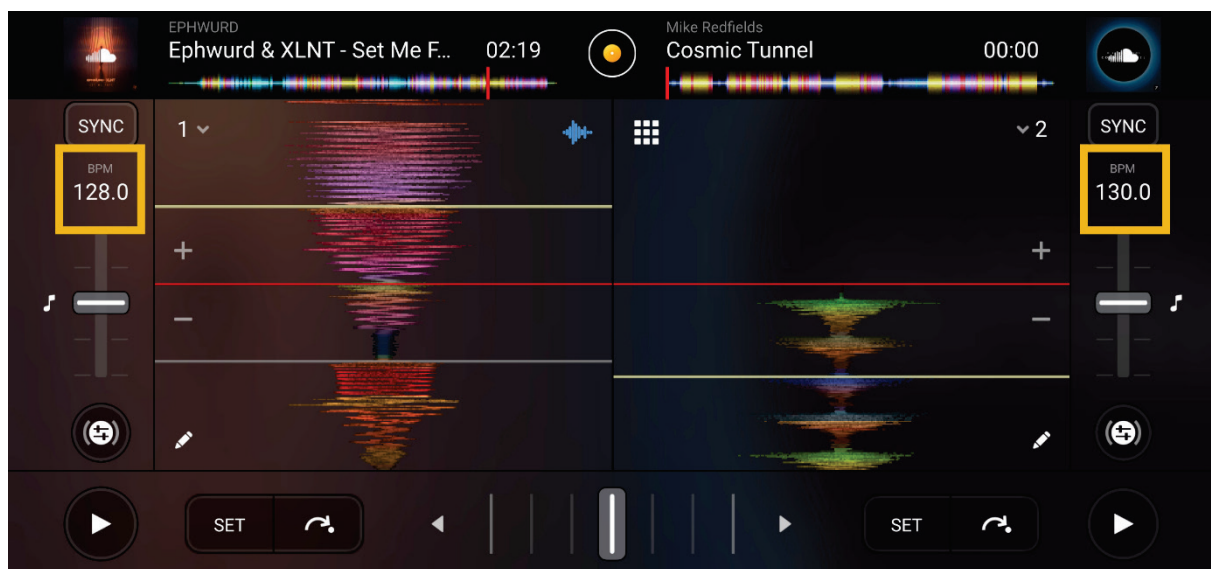 EPHWURD
Ephwurd & XLNT - Set Me F... 02:19
Mike Redfields
Cosmic Tunnel 00:00
SYNC
1
2
SYNC
BPM
128.0
BPM
130.0
SET
SET